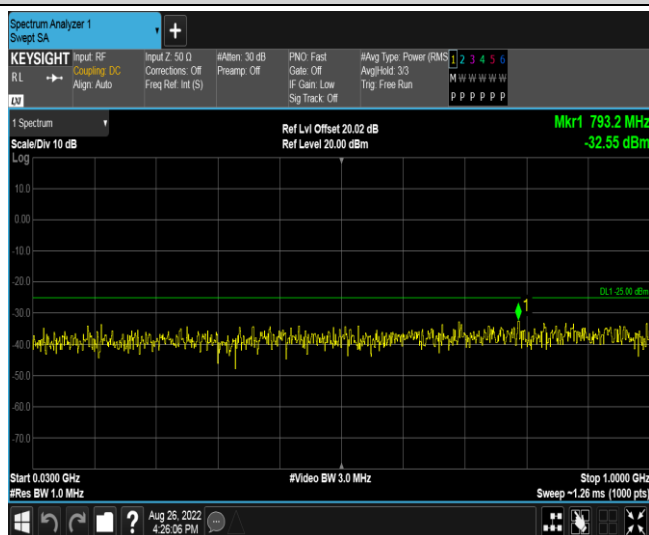 Spectrum Analyzer 1
Swept SA
+
KEYSIGHT
RL
LXI
Input: RF
Coupling: DC
Align: Auto
Input Z: 50 Ω
Corrections: Off
Freq Ref: Int (S)
#Atten: 30 dB
Preamp: Off
PNO: Fast
Gate: Off
IF Gain: Low
Sig Track: Off
#Avg Type: Power (RMS
Avg|Hold: 3/3
Trig: Free Run
1 2 3 4 5 6
M W W W W W
P P P P P P
1 Spectrum
Scale/Div 10 dB
Log
Ref Lvl Offset 20.02 dB
Ref Level 20.00 dBm
Mkr1 793.2 MHz
-32.55 dBm
10.0
0.00
-10.0
-20.0
DL1 -25.00 dBm
1
-30.0
-40.0
-50.0
-60.0
-70.0
Start 0.0300 GHz
#Res BW 1.0 MHz
#Video BW 3.0 MHz
Stop 1.0000 GHz
Sweep ~1.26 ms (1000 pts)
?
Aug 26, 2022
4:26:06 PM